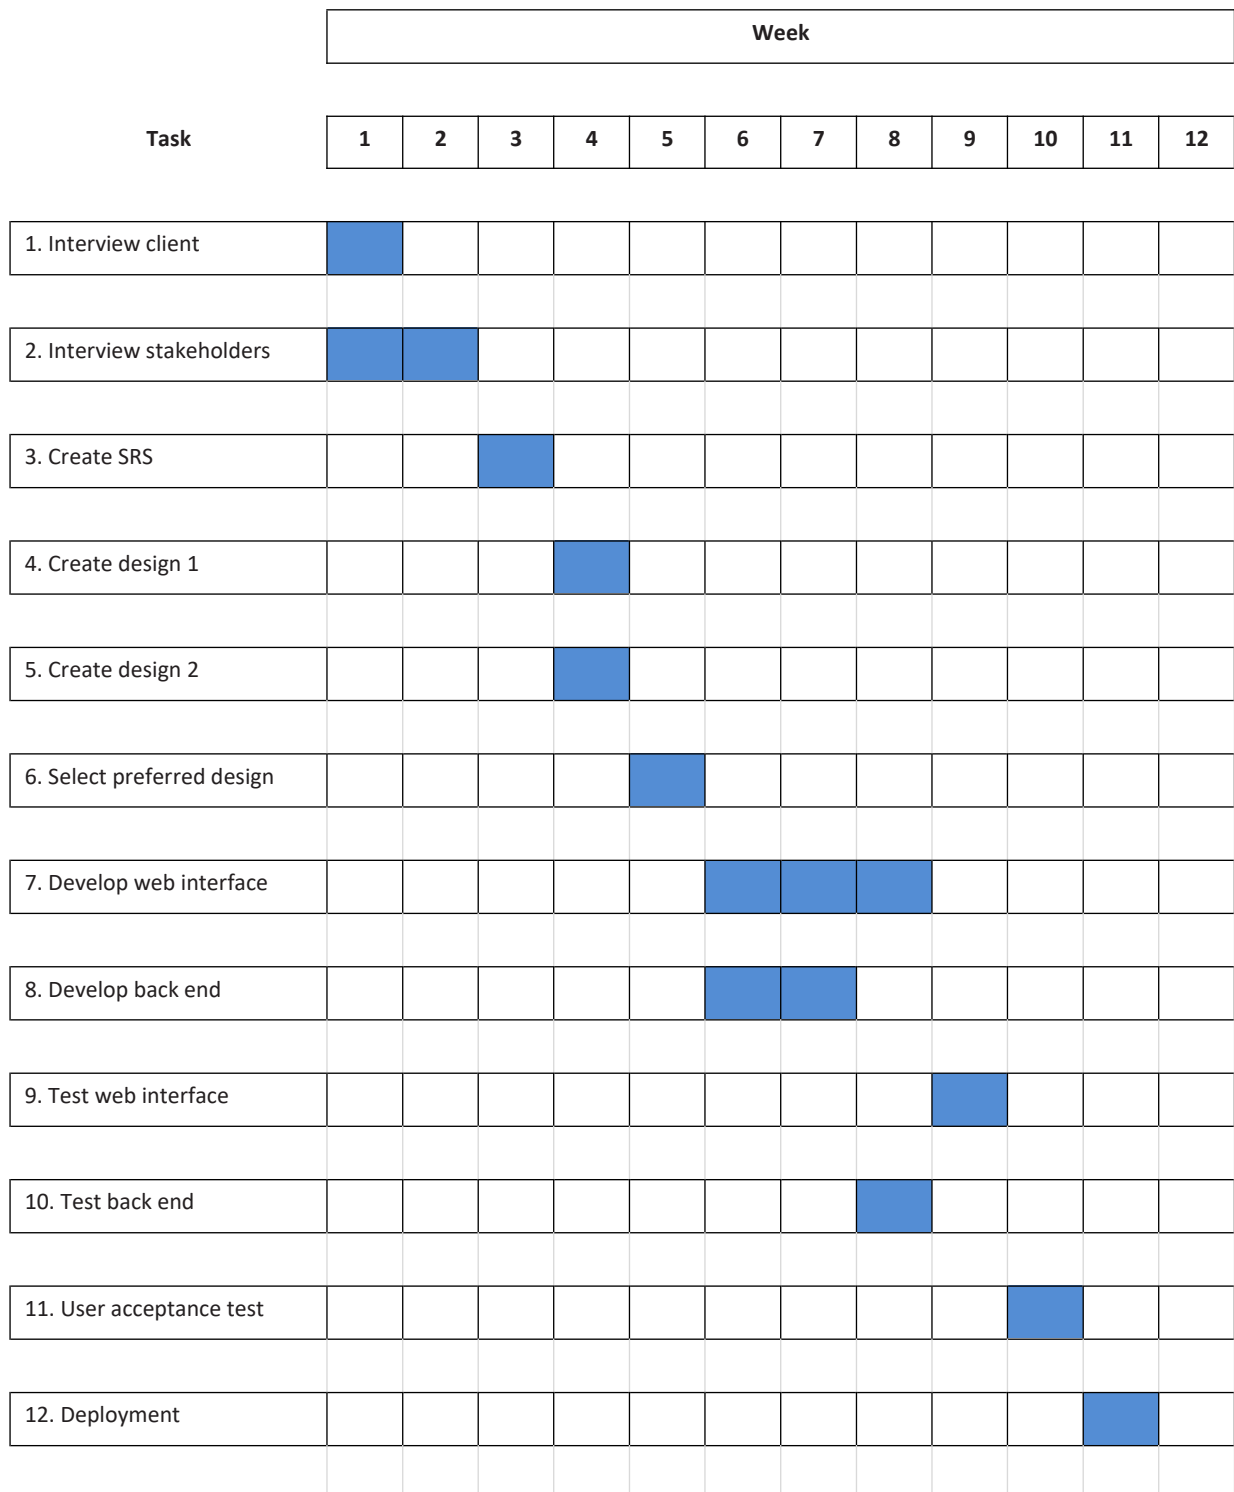 Week
Task 1 2 3 4 5 6 7 8 9 10 11 12
1. Interview client
2. Interview stakeholders
3. Create SRS
4. Create design 1
5. Create design 2
6. Select preferred design
7. Develop web interface
8. Develop back end
9. Test web interface
10. Test back end
11. User acceptance test
12. Deployment